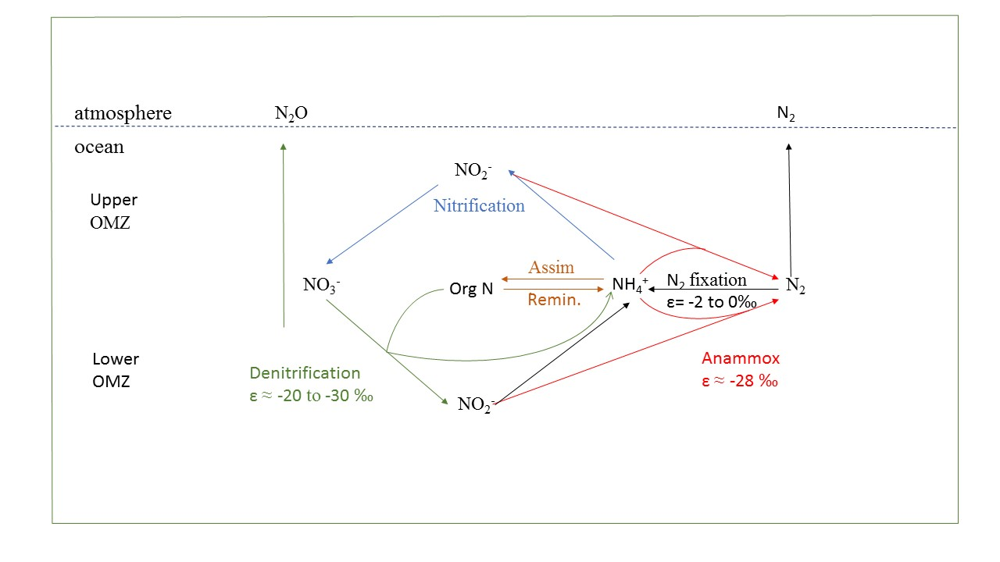 atmosphere
N₂O
N₂
ocean
NO₂⁻
Upper
OMZ
Nitrification
Assim
NO₃⁻
Org N
Remin.
NH₄⁺
N₂ fixation
ε= -2 to 0‰
N₂
Lower
OMZ
Denitrification
ε ≈ -20 to -30 ‰
Anammox
ε ≈ -28 ‰
NO₂⁻